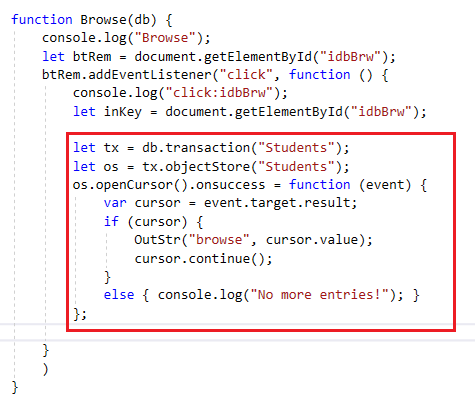 function Browse(db) {
    console.log("Browse");
    let btRem = document.getElementById("idbBrw");
    btRem.addEventListener("click", function () {
        console.log("click:idbBrw");
        let inKey = document.getElementById("idbBrw");
        let tx = db.transaction("Students");
        let os = tx.objectStore("Students");
        os.openCursor().onsuccess = function (event) {
            var cursor = event.target.result;
            if (cursor) {
                OutStr("browse", cursor.value);
                cursor.continue();
            }
            else { console.log("No more entries!"); }
        };
    }
    )
}